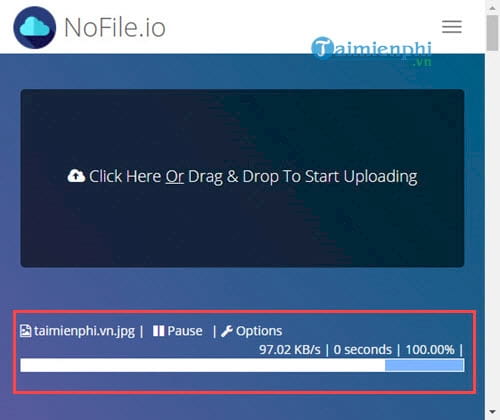 NoFile.io
Taimienphi
.vn
Click Here Or Drag & Drop To Start Uploading
taimienphi.vn.jpg | Pause | Options
97.02 KB/s | 0 seconds | 100.00% |